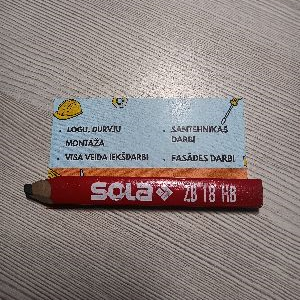 • LOGU, DURVJU
MONTĀŽA
• VISA VEIDA IEKŠDARBI
• SANTEHNIKAS
DARBI
• FASĀDES DARBI
SOLA ZB 18 HB